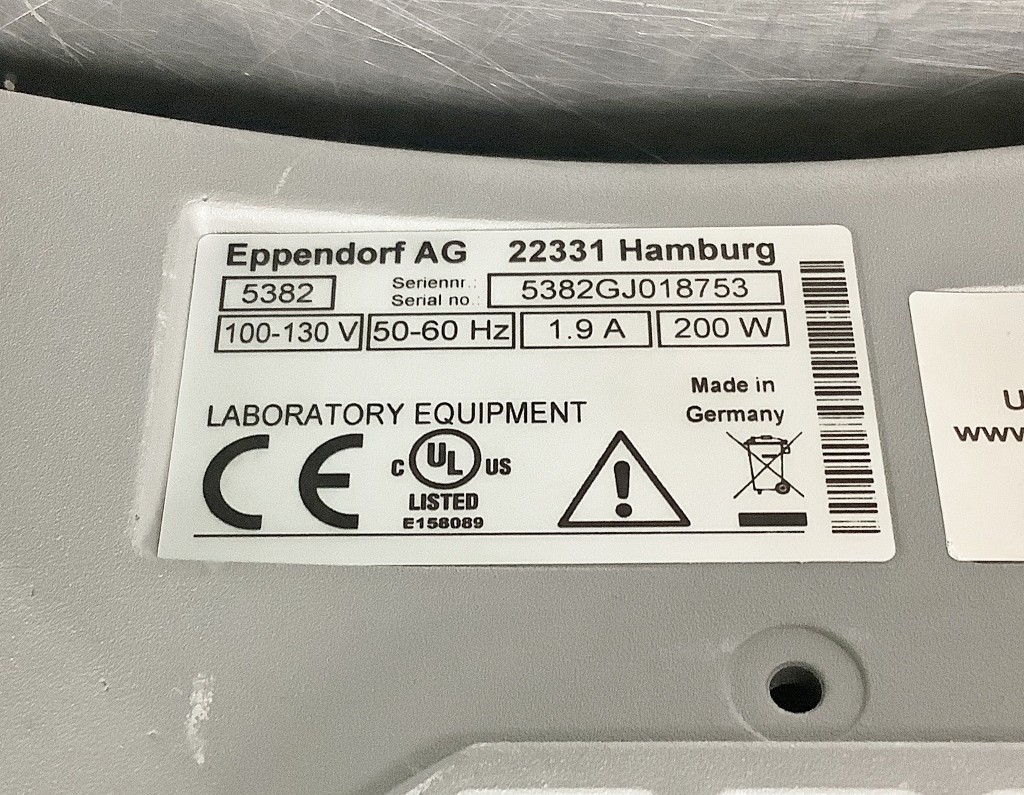 Eppendorf AG 22331 Hamburg
5382 Seriennr.: 5382GJ018753
Serial no.:
100-130 V 50-60 Hz 1.9 A 200 W
Made in
Germany
LABORATORY EQUIPMENT
CE
C UL US
LISTED
E158089
U
www